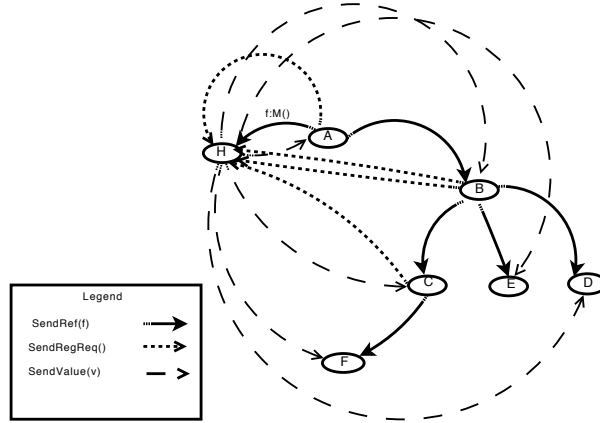 f:M()
A
H
B
C
E
D
F
Legend
SendRef(f)
SendRegReq()
SendValue(v)